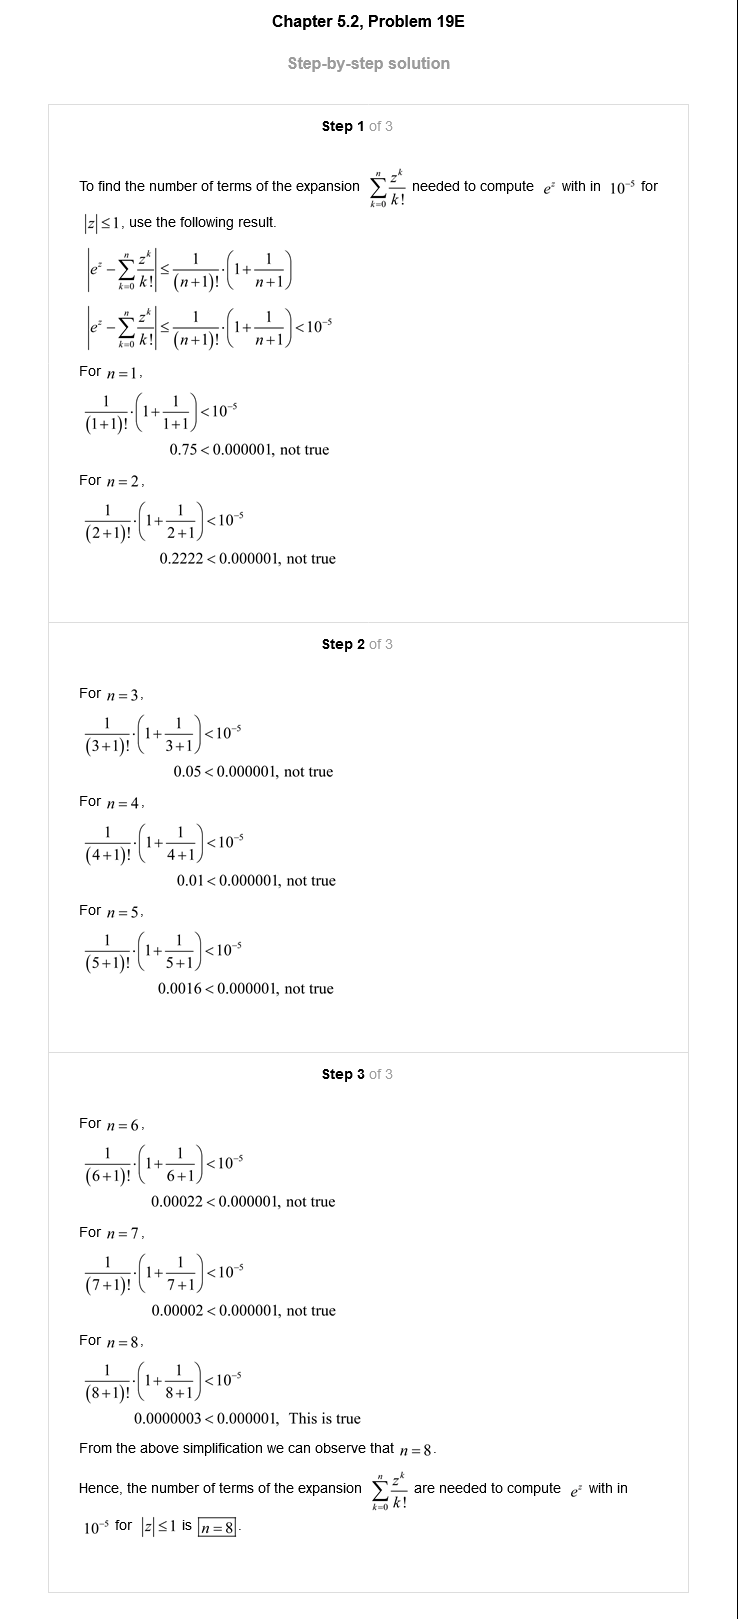 Chapter 5.2, Problem 19E
Step-by-step solution
Step 1 of 3
To find the number of terms of the expansion $\sum_{k=0}^{n}\frac{z^k}{k!}$ needed to compute $e^z$ with in $10^{-5}$ for
$|z| \le 1$, use the following result.
$\left|e^z - \sum_{k=0}^{n}\frac{z^k}{k!}\right| \le \frac{1}{(n+1)!} \cdot \left(1+\frac{1}{n+1}\right)$
$\left|e^z - \sum_{k=0}^{n}\frac{z^k}{k!}\right| \le \frac{1}{(n+1)!} \cdot \left(1+\frac{1}{n+1}\right) < 10^{-5}$
For $n=1$,
$\frac{1}{(1+1)!} \cdot \left(1+\frac{1}{1+1}\right) < 10^{-5}$
0.75 < 0.000001, not true
For $n=2$,
$\frac{1}{(2+1)!} \cdot \left(1+\frac{1}{2+1}\right) < 10^{-5}$
0.2222 < 0.000001, not true
Step 2 of 3
For $n=3$,
$\frac{1}{(3+1)!} \cdot \left(1+\frac{1}{3+1}\right) < 10^{-5}$
0.05 < 0.000001, not true
For $n=4$,
$\frac{1}{(4+1)!} \cdot \left(1+\frac{1}{4+1}\right) < 10^{-5}$
0.01 < 0.000001, not true
For $n=5$,
$\frac{1}{(5+1)!} \cdot \left(1+\frac{1}{5+1}\right) < 10^{-5}$
0.0016 < 0.000001, not true
Step 3 of 3
For $n=6$,
$\frac{1}{(6+1)!} \cdot \left(1+\frac{1}{6+1}\right) < 10^{-5}$
0.00022 < 0.000001, not true
For $n=7$,
$\frac{1}{(7+1)!} \cdot \left(1+\frac{1}{7+1}\right) < 10^{-5}$
0.00002 < 0.000001, not true
For $n=8$,
$\frac{1}{(8+1)!} \cdot \left(1+\frac{1}{8+1}\right) < 10^{-5}$
0.0000003 < 0.000001, This is true
From the above simplification we can observe that $n=8$.
Hence, the number of terms of the expansion $\sum_{k=0}^{n}\frac{z^k}{k!}$ are needed to compute $e^z$ with in
$10^{-5}$ for $|z| \le 1$ is $\boxed{n=8}$.